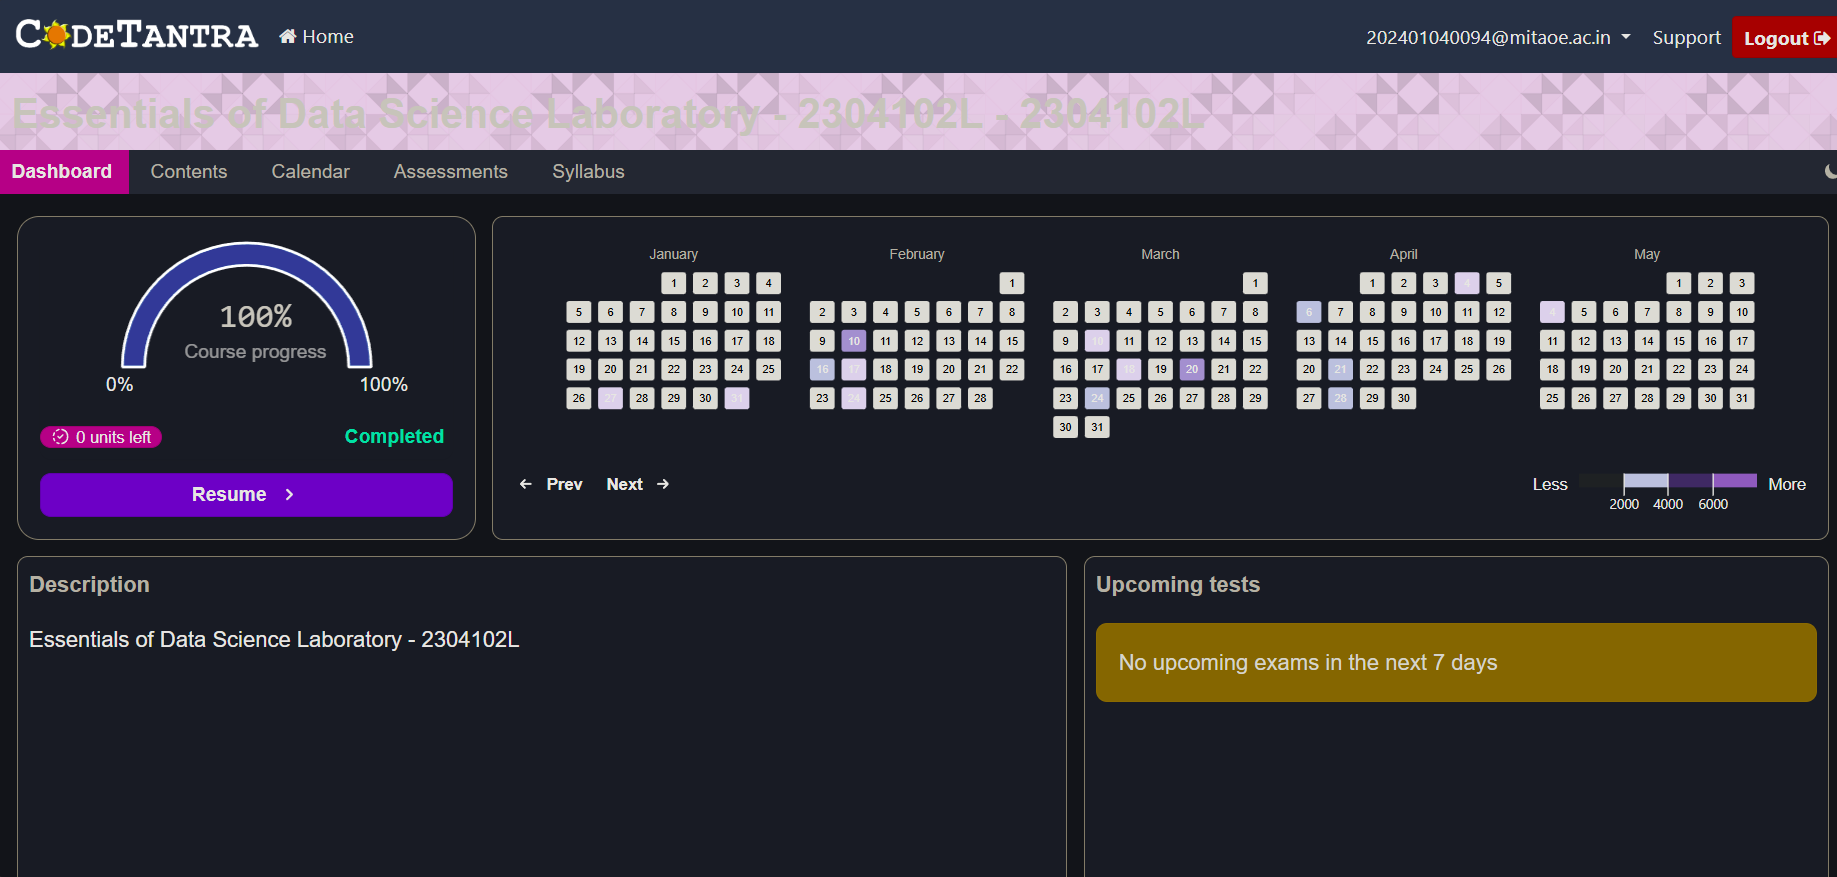 CODETANTRA Home 202401040094@mitaoe.ac.in Support Logout
Essentials of Data Science Laboratory - 2304102L - 2304102L
Dashboard Contents Calendar Assessments Syllabus
100%
Course progress
0% 100%
0 units left Completed
Resume
January
1 2 3 4
5 6 7 8 9 10 11
12 13 14 15 16 17 18
19 20 21 22 23 24 25
26 27 28 29 30 31
February
1
2 3 4 5 6 7 8
9 10 11 12 13 14 15
16 17 18 19 20 21 22
23 24 25 26 27 28
March
1
2 3 4 5 6 7 8
9 10 11 12 13 14 15
16 17 18 19 20 21 22
23 24 25 26 27 28 29
30 31
April
1 2 3 4 5
6 7 8 9 10 11 12
13 14 15 16 17 18 19
20 21 22 23 24 25 26
27 28 29 30
May
1 2 3
4 5 6 7 8 9 10
11 12 13 14 15 16 17
18 19 20 21 22 23 24
25 26 27 28 29 30 31
Prev Next
Less More
2000 4000 6000
Description
Essentials of Data Science Laboratory - 2304102L
Upcoming tests
No upcoming exams in the next 7 days